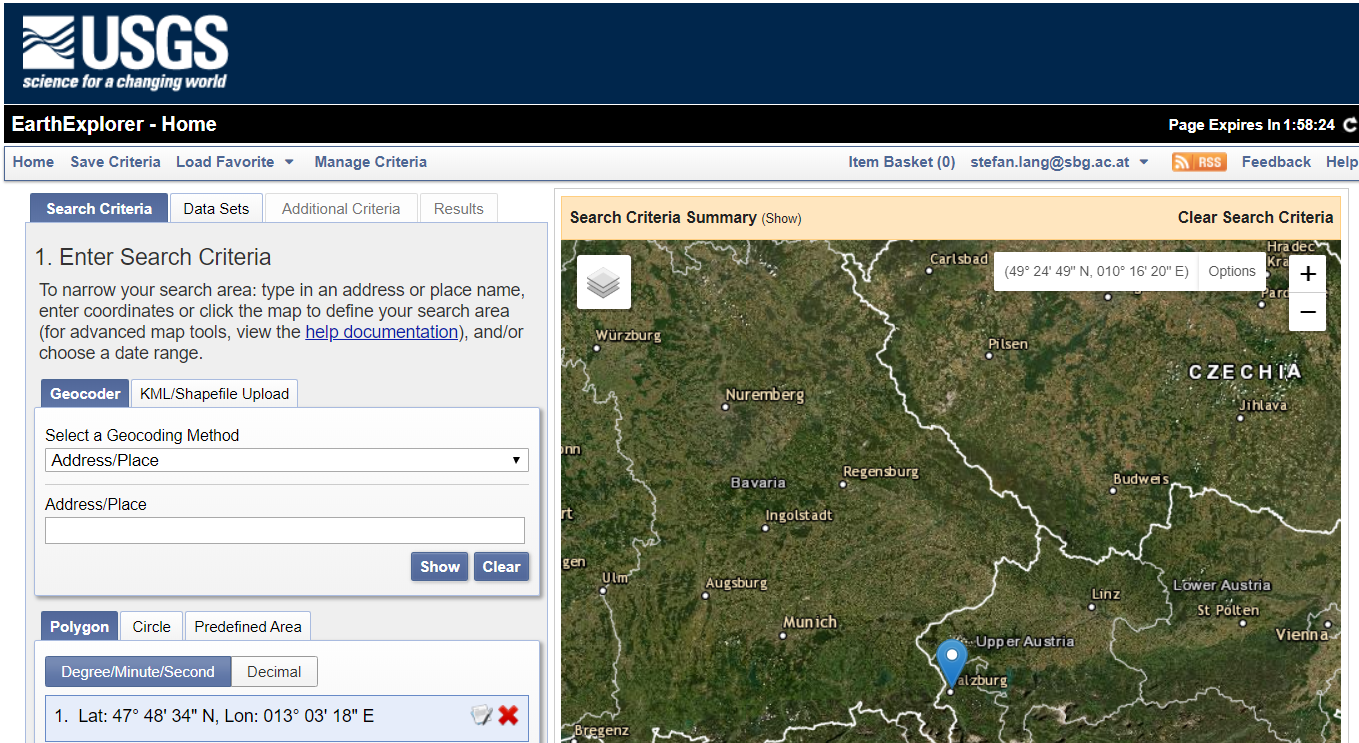 USGS
science for a changing world
EarthExplorer - Home
Page Expires In 1:58:24
Home Save Criteria Load Favorite Manage Criteria
Item Basket (0) stefan.lang@sbg.ac.at RSS Feedback Help
Search Criteria Data Sets Additional Criteria Results
1. Enter Search Criteria
To narrow your search area: type in an address or place name,
enter coordinates or click the map to define your search area
(for advanced map tools, view the help documentation), and/or
choose a date range.
Geocoder KML/Shapefile Upload
Select a Geocoding Method
Address/Place
Address/Place
Show Clear
Polygon Circle Predefined Area
Degree/Minute/Second Decimal
1. Lat: 47° 48' 34" N, Lon: 013° 03' 18" E
Search Criteria Summary (Show)
Clear Search Criteria
(49° 24' 49" N, 010° 16' 20" E) Options
+
−
Hradec
Kra
Carlsbad
Pard
Würzburg
Pilsen
CZECHIA
Nuremberg
Jihlava
onn
Regensburg
Bavaria
Budweis
rt
Ingolstadt
gen
Ulm
Augsburg
Linz
Lower Austria
St Pölten
Munich
Vienna
Upper Austria
alzburg
Bregenz